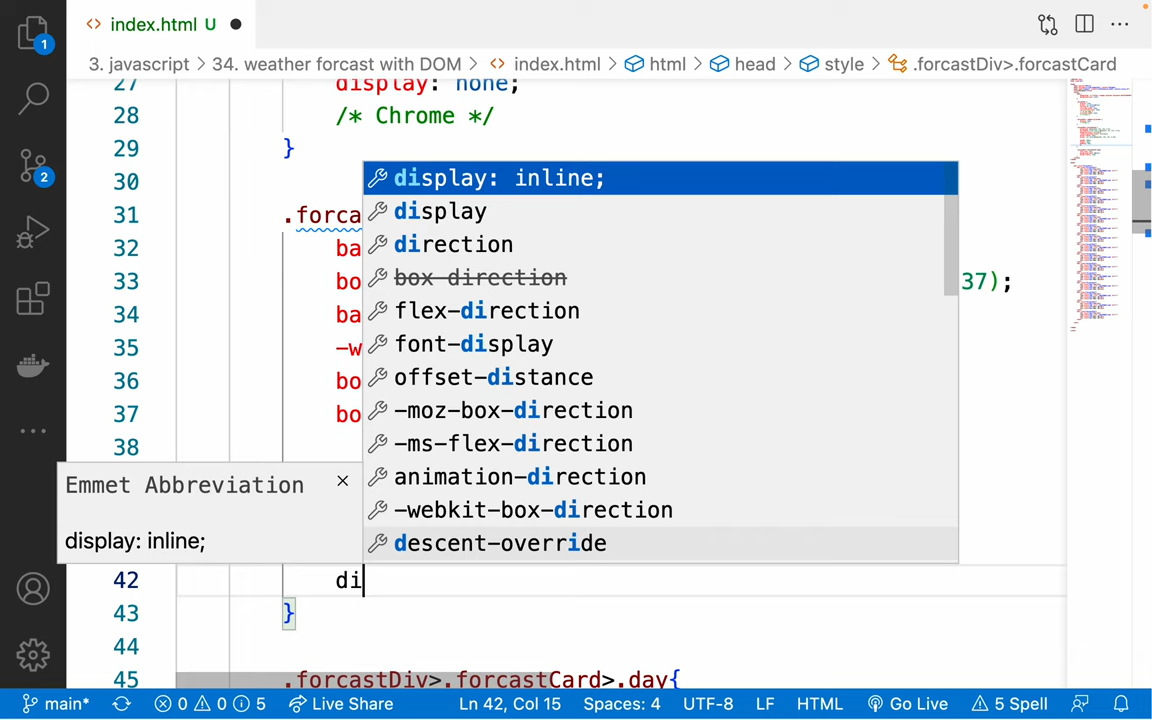 index.html U
3. javascript > 34. weather forcast with DOM > index.html > html > head > style > .forcastDiv>.forcastCard
27 display: none;
28 /* Chrome */
29 }
30
31 .forca
32 ba
33 bo 37);
34 ba
35 -w
36 bo
37 bo
38
display: inline;
display
direction
box-direction
flex-direction
font-display
offset-distance
-moz-box-direction
-ms-flex-direction
animation-direction
-webkit-box-direction
descent-override
Emmet Abbreviation ×
display: inline;
42 di
43 }
44
45 .forcastDiv>.forcastCard>.day{
1
2
main* 0 0 5 Live Share Ln 42, Col 15 Spaces: 4 UTF-8 LF HTML Go Live 5 Spell